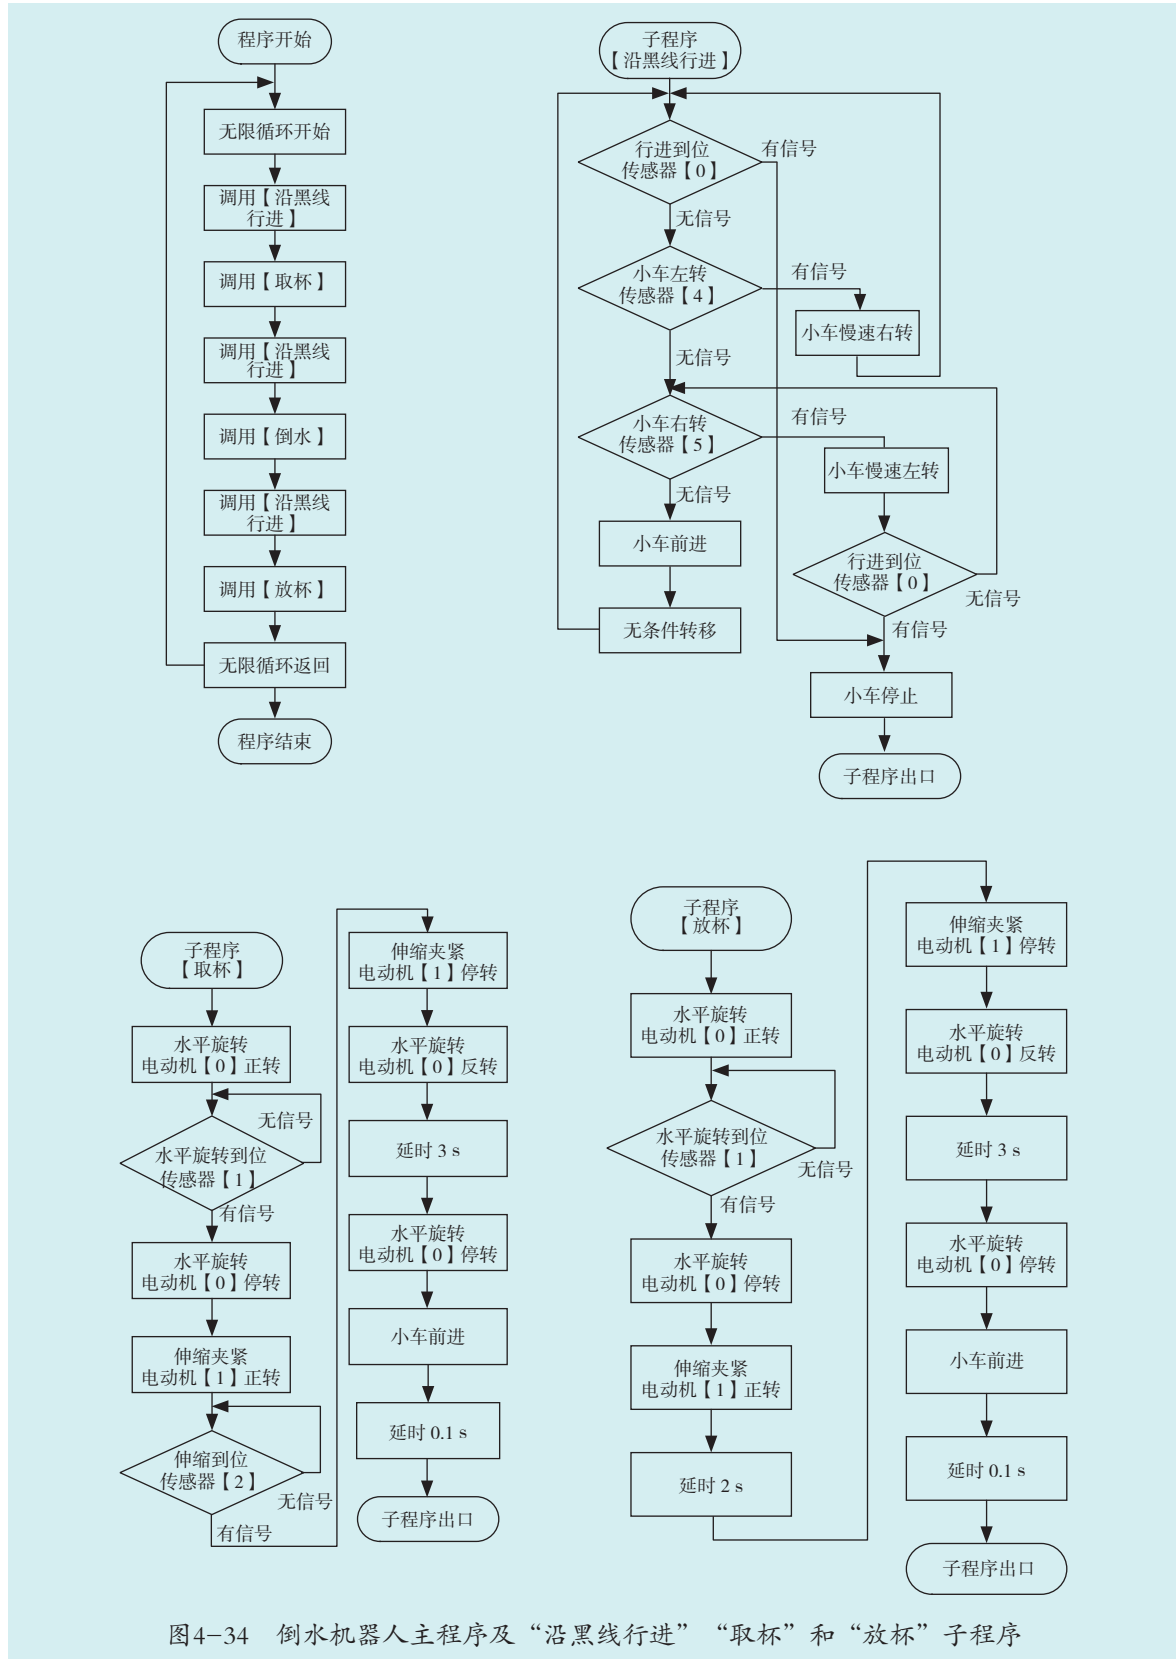 程序开始
无限循环开始
调用【沿黑线
行进】
调用【取杯】
调用【沿黑线
行进】
调用【倒水】
调用【沿黑线
行进】
调用【放杯】
无限循环返回
程序结束
子程序
【沿黑线行进】
行进到位
传感器【0】
有信号
无信号
小车左转
传感器【4】
有信号
小车慢速右转
无信号
小车右转
传感器【5】
有信号
小车慢速左转
无信号
小车前进
行进到位
传感器【0】
无信号
有信号
无条件转移
小车停止
子程序出口
子程序
【取杯】
水平旋转
电动机【0】正转
无信号
水平旋转到位
传感器【1】
有信号
水平旋转
电动机【0】停转
伸缩夹紧
电动机【1】正转
伸缩到位
传感器【2】
无信号
有信号
伸缩夹紧
电动机【1】停转
水平旋转
电动机【0】反转
延时 3 s
水平旋转
电动机【0】停转
小车前进
延时 0.1 s
子程序出口
子程序
【放杯】
水平旋转
电动机【0】正转
水平旋转到位
传感器【1】
无信号
有信号
水平旋转
电动机【0】停转
伸缩夹紧
电动机【1】正转
延时 2 s
伸缩夹紧
电动机【1】停转
水平旋转
电动机【0】反转
延时 3 s
水平旋转
电动机【0】停转
小车前进
延时 0.1 s
子程序出口
图4-34 倒水机器人主程序及“沿黑线行进”“取杯”和“放杯”子程序